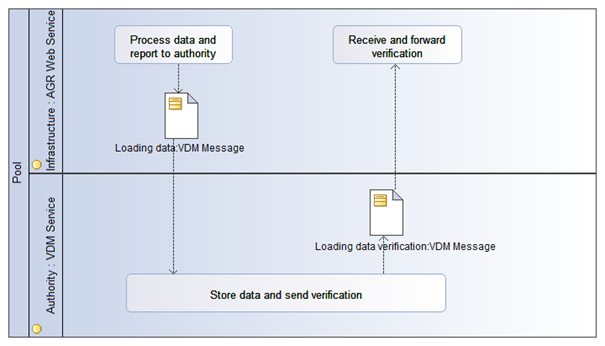 Pool
Infrastructure : AGR Web Service
Process data and
report to authority
Receive and forward
verification
Loading data:VDM Message
Authority : VDM Service
Loading data verification:VDM Message
Store data and send verification